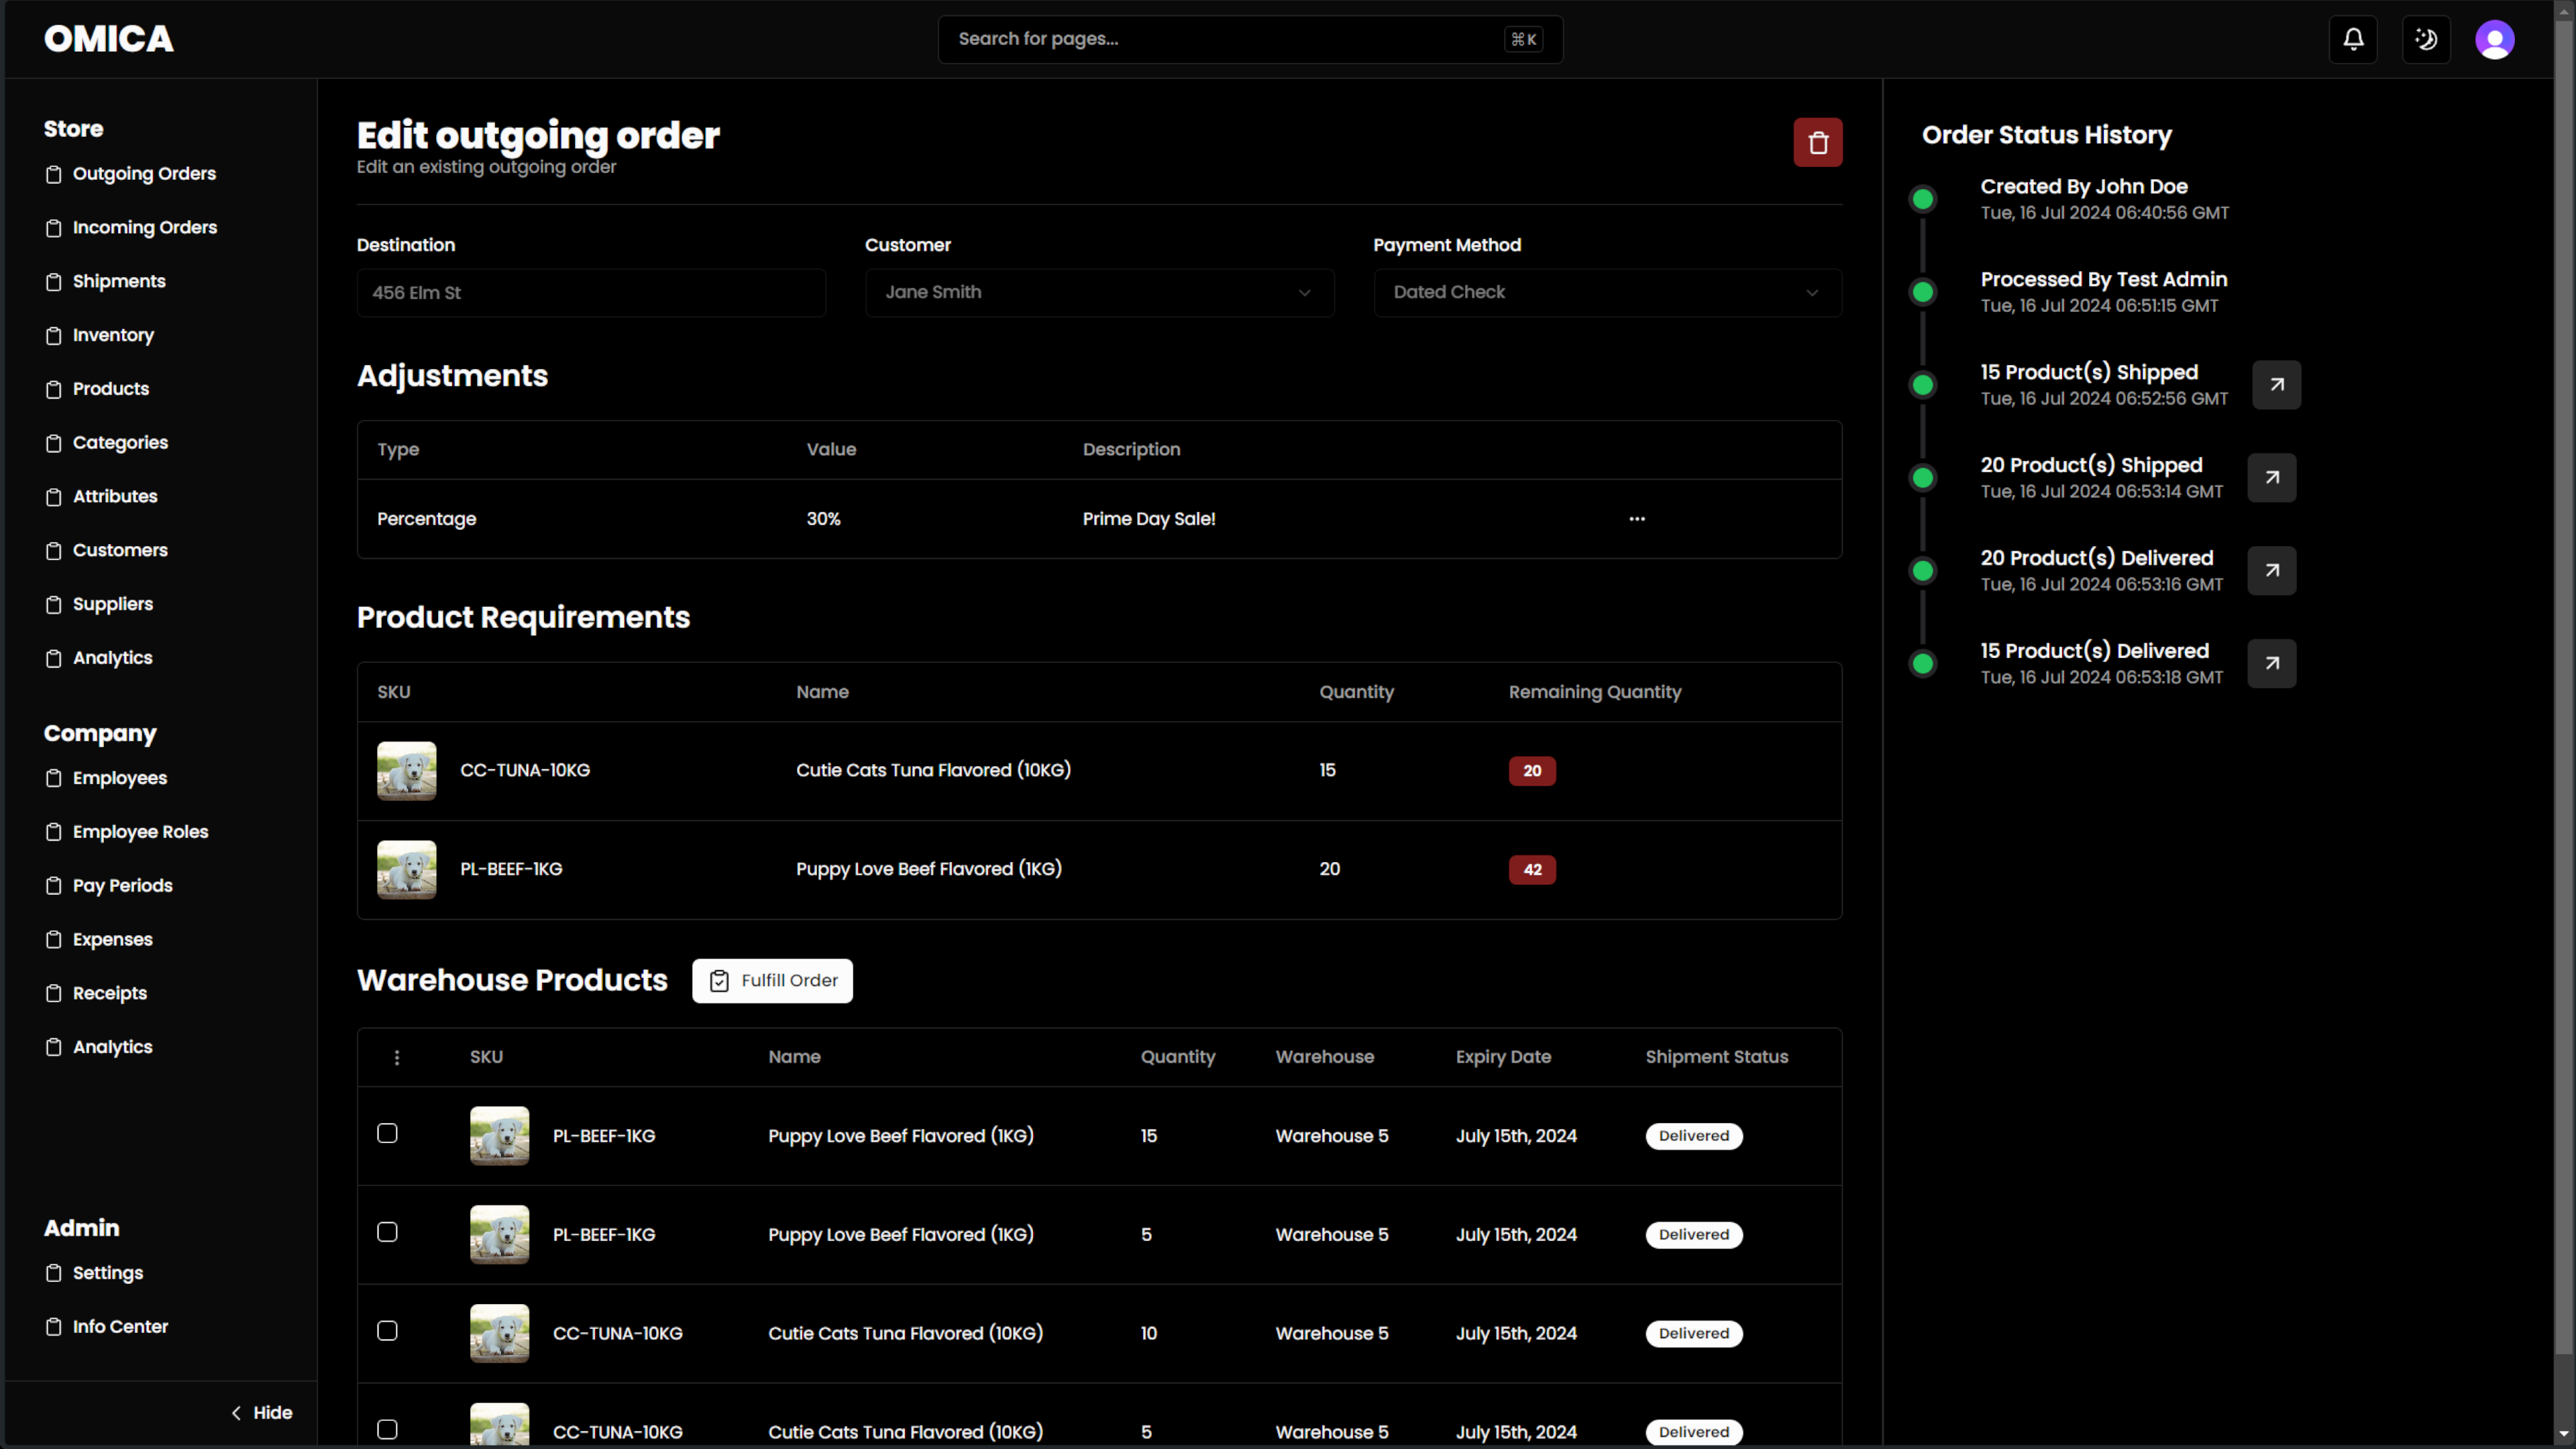 OMICA
Search for pages...
⌘K
Store
Outgoing Orders
Incoming Orders
Shipments
Inventory
Products
Categories
Attributes
Customers
Suppliers
Analytics
Company
Employees
Employee Roles
Pay Periods
Expenses
Receipts
Analytics
Admin
Settings
Info Center
Hide
Edit outgoing order
Edit an existing outgoing order
Destination Customer Payment Method
456 Elm St Jane Smith Dated Check
Adjustments
Type Value Description
Percentage 30% Prime Day Sale!
Product Requirements
SKU Name Quantity Remaining Quantity
CC-TUNA-10KG Cutie Cats Tuna Flavored (10KG) 15 20
PL-BEEF-1KG Puppy Love Beef Flavored (1KG) 20 42
Warehouse Products Fulfill Order
SKU Name Quantity Warehouse Expiry Date Shipment Status
PL-BEEF-1KG Puppy Love Beef Flavored (1KG) 15 Warehouse 5 July 15th, 2024 Delivered
PL-BEEF-1KG Puppy Love Beef Flavored (1KG) 5 Warehouse 5 July 15th, 2024 Delivered
CC-TUNA-10KG Cutie Cats Tuna Flavored (10KG) 10 Warehouse 5 July 15th, 2024 Delivered
CC-TUNA-10KG Cutie Cats Tuna Flavored (10KG) 5 Warehouse 5 July 15th, 2024 Delivered
Order Status History
Created By John Doe
Tue, 16 Jul 2024 06:40:56 GMT
Processed By Test Admin
Tue, 16 Jul 2024 06:51:15 GMT
15 Product(s) Shipped
Tue, 16 Jul 2024 06:52:56 GMT
20 Product(s) Shipped
Tue, 16 Jul 2024 06:53:14 GMT
20 Product(s) Delivered
Tue, 16 Jul 2024 06:53:16 GMT
15 Product(s) Delivered
Tue, 16 Jul 2024 06:53:18 GMT